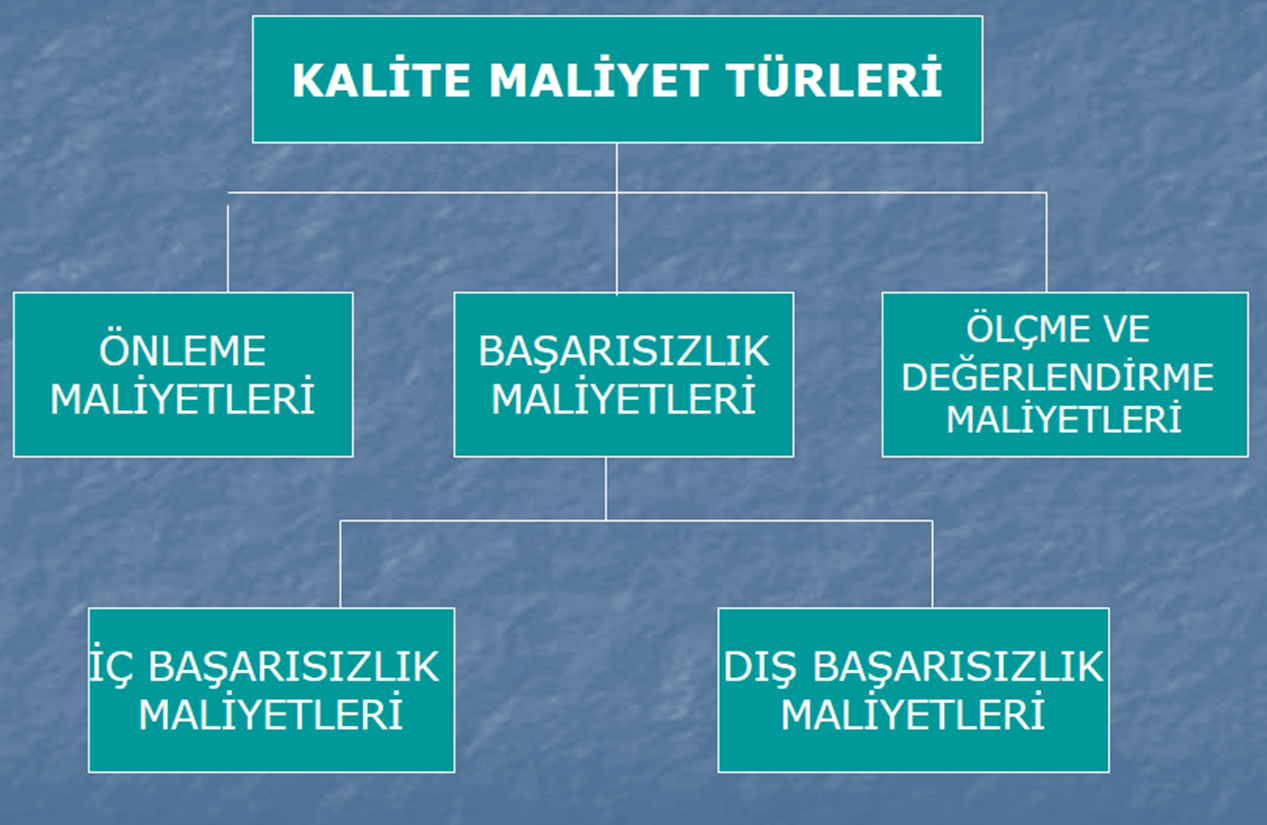 KALİTE MALİYET TÜRLERİ
ÖNLEME
MALİYETLERİ
BAŞARISIZLIK
MALİYETLERİ
ÖLÇME VE
DEĞERLENDİRME
MALİYETLERİ
İÇ BAŞARISIZLIK
MALİYETLERİ
DIŞ BAŞARISIZLIK
MALİYETLERİ